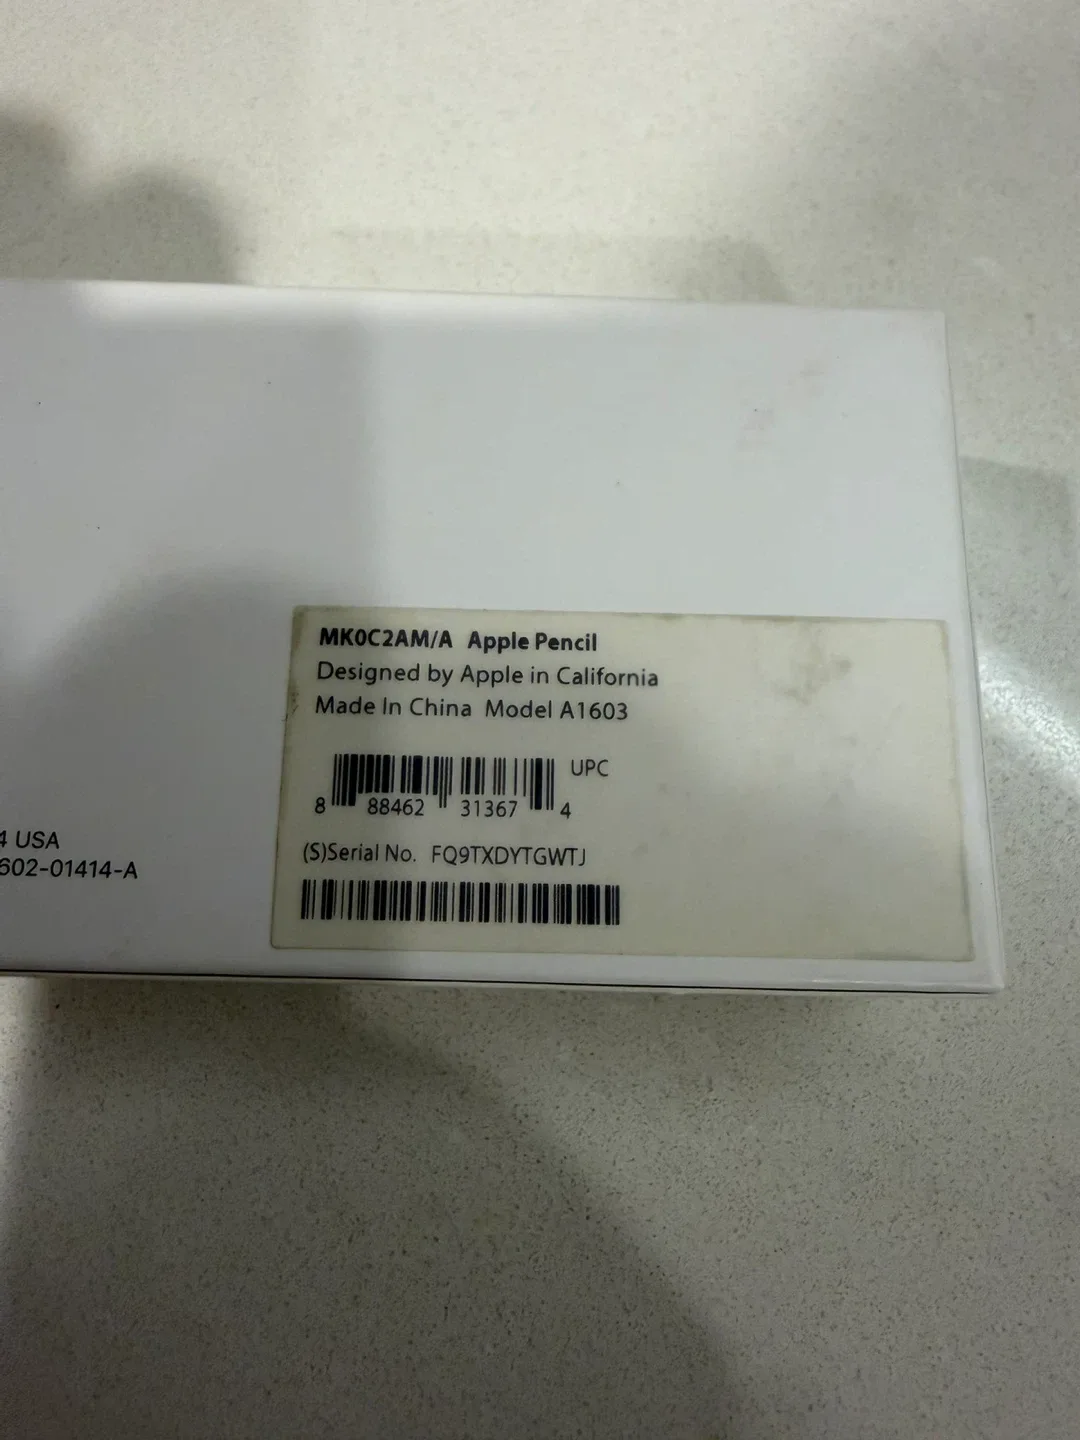 MK0C2AM/A Apple Pencil
Designed by Apple in California
Made In China Model A1603
UPC
8 88462 31367 4
(S)Serial No. FQ9TXDYTGWTJ
4 USA
602-01414-A